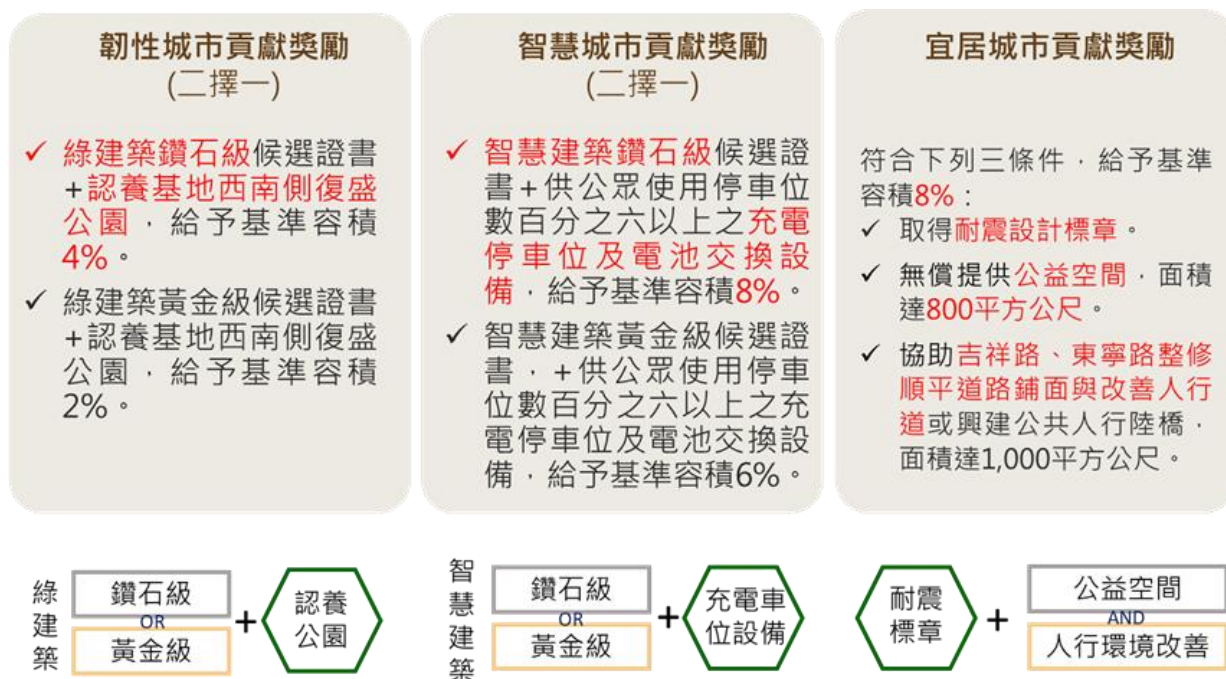 韌性城市貢獻獎勵
(二擇一)
✓ 綠建築鑽石級候選證書
+認養基地西南側復盛
公園，給予基準容積
4%。
✓ 綠建築黃金級候選證書
+認養基地西南側復盛
公園，給予基準容積
2%。
智慧城市貢獻獎勵
(二擇一)
✓ 智慧建築鑽石級候選證
書+供公眾使用停車位
數百分之六以上之充電
停車位及電池交換設
備，給予基準容積8%。
✓ 智慧建築黃金級候選證
書，+供公眾使用停車
位數百分之六以上之充
電停車位及電池交換設
備，給予基準容積6%。
宜居城市貢獻獎勵
符合下列三條件，給予基準
容積8%：
✓ 取得耐震設計標章。
✓ 無償提供公益空間，面積
達800平方公尺。
✓ 協助吉祥路、東寧路整修
順平道路鋪面與改善人行
道或興建公共人行陸橋，
面積達1,000平方公尺。
綠建築
鑽石級
OR
黃金級
+
認養
公園
智慧建築
鑽石級
OR
黃金級
+
充電車
位設備
耐震
標章
+
公益空間
AND
人行環境改善